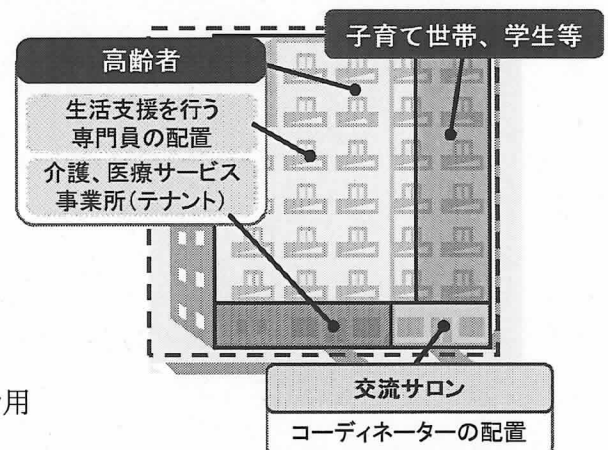 子育て世帯、学生等
高齢者
生活支援を行う
専門員の配置
介護、医療サービス
事業所(テナント)
交流サロン
コーディネーターの配置
用